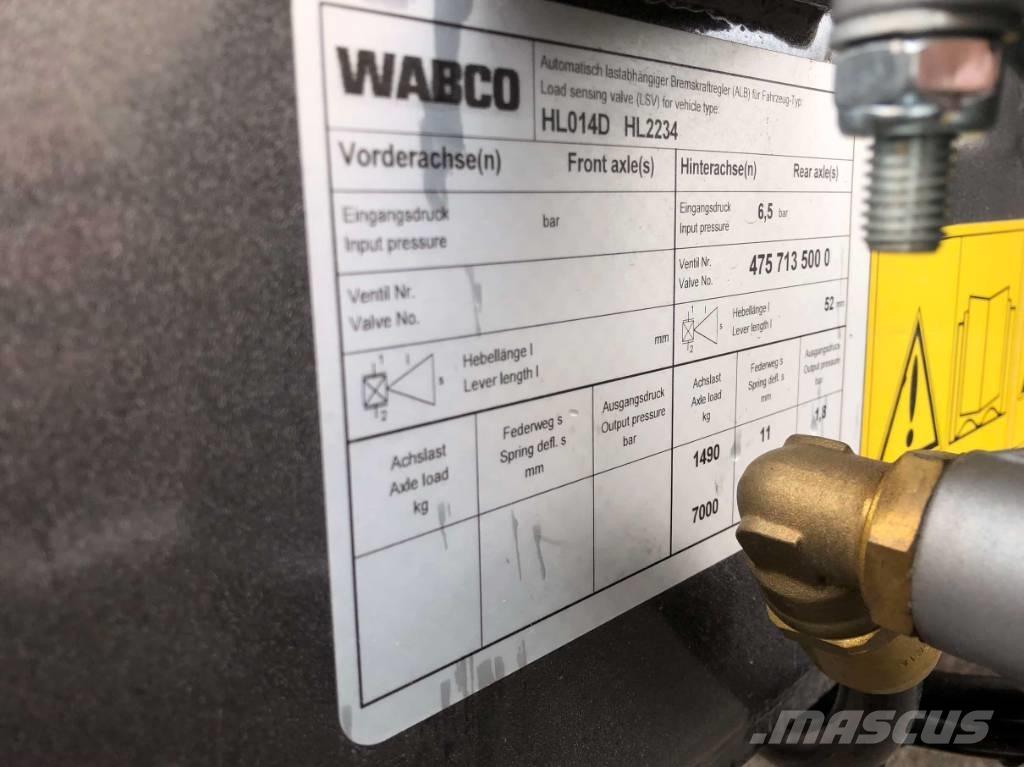 WABCO
Automatisch lastabhängiger Bremskraftregler (ALB) für Fahrzeug-Typ:
Load sensing valve (LSV) for vehicle type:
HL014D HL2234
Vorderachse(n) Front axle(s)
Eingangsdruck
Input pressure
bar
Ventil Nr.
Valve No.
1
2
s
Hebellänge l
Lever length l
mm
Achslast
Axle load
kg
Federweg s
Spring defl. s
mm
Ausgangsdruck
Output pressure
bar
Hinterachse(n) Rear axle(s)
Eingangsdruck
Input pressure
6,5 bar
Ventil Nr.
Valve No.
475 713 500 0
1
2
s
Hebellänge l
Lever length l
52 mm
Achslast
Axle load
kg
Federweg s
Spring defl. s
mm
Ausgangsdruck
Output pressure
bar
1490 11 1,8
7000
MASCUS